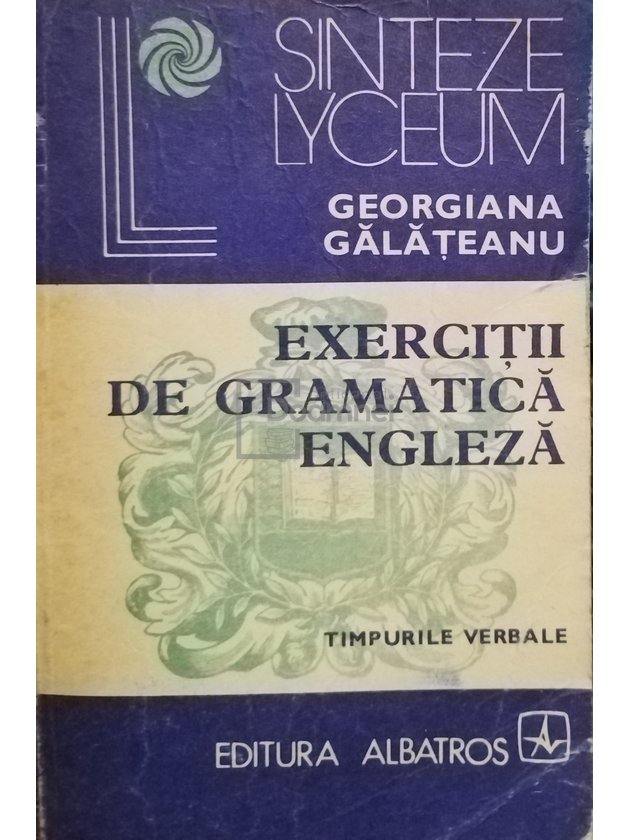 SINTEZE
LYCEUM
GEORGIANA
GĂLĂȚEANU
EXERCIȚII
DE GRAMATICĂ
ENGLEZĂ
TIMPURILE VERBALE
EDITURA ALBATROS